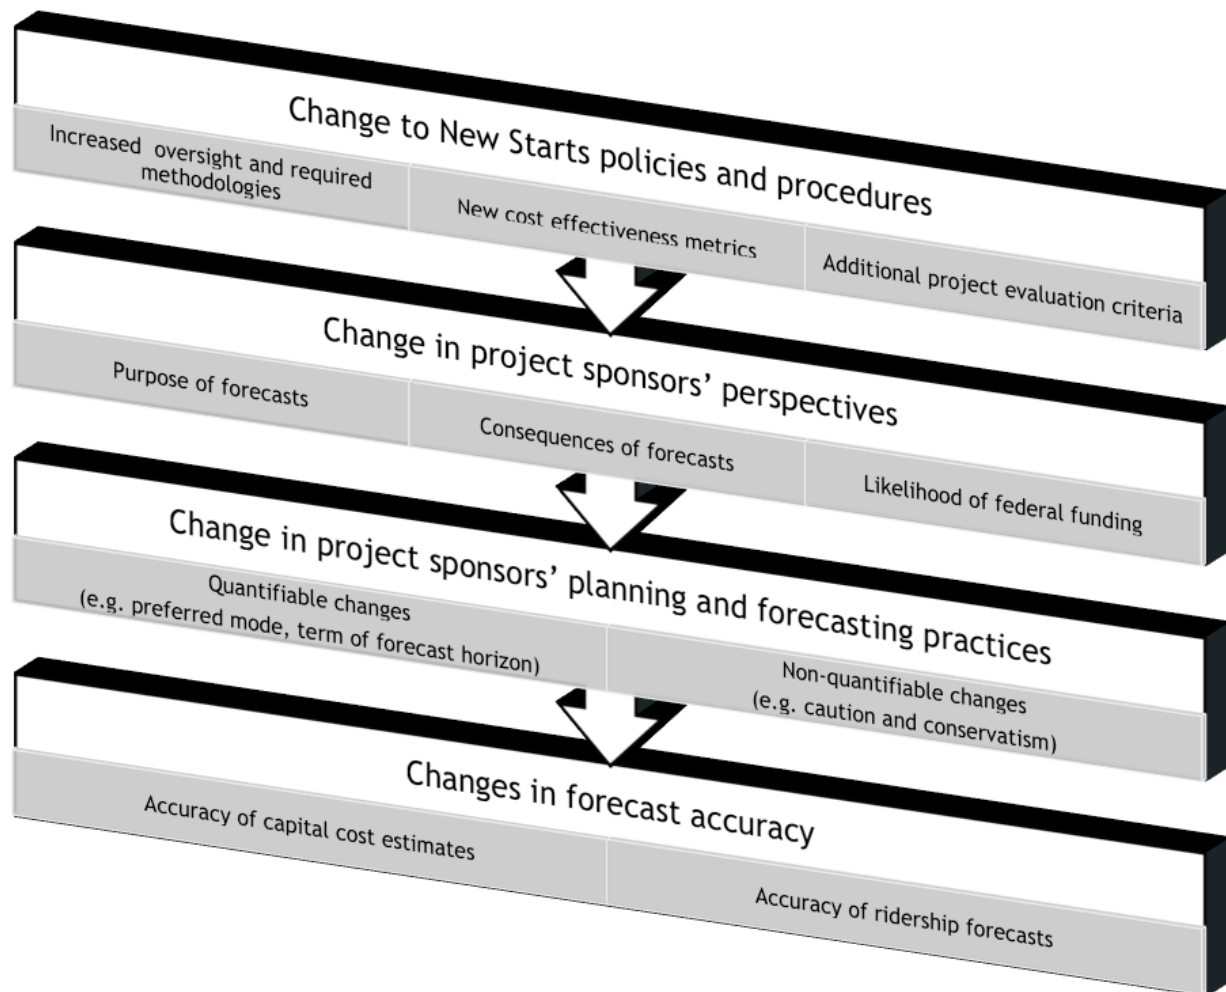 Change to New Starts policies and procedures
Increased oversight and required
methodologies
New cost effectiveness metrics
Additional project evaluation criteria
Change in project sponsors’ perspectives
Purpose of forecasts
Consequences of forecasts
Likelihood of federal funding
Change in project sponsors’ planning and forecasting practices
Quantifiable changes
(e.g. preferred mode, term of forecast horizon)
Non-quantifiable changes
(e.g. caution and conservatism)
Changes in forecast accuracy
Accuracy of capital cost estimates
Accuracy of ridership forecasts